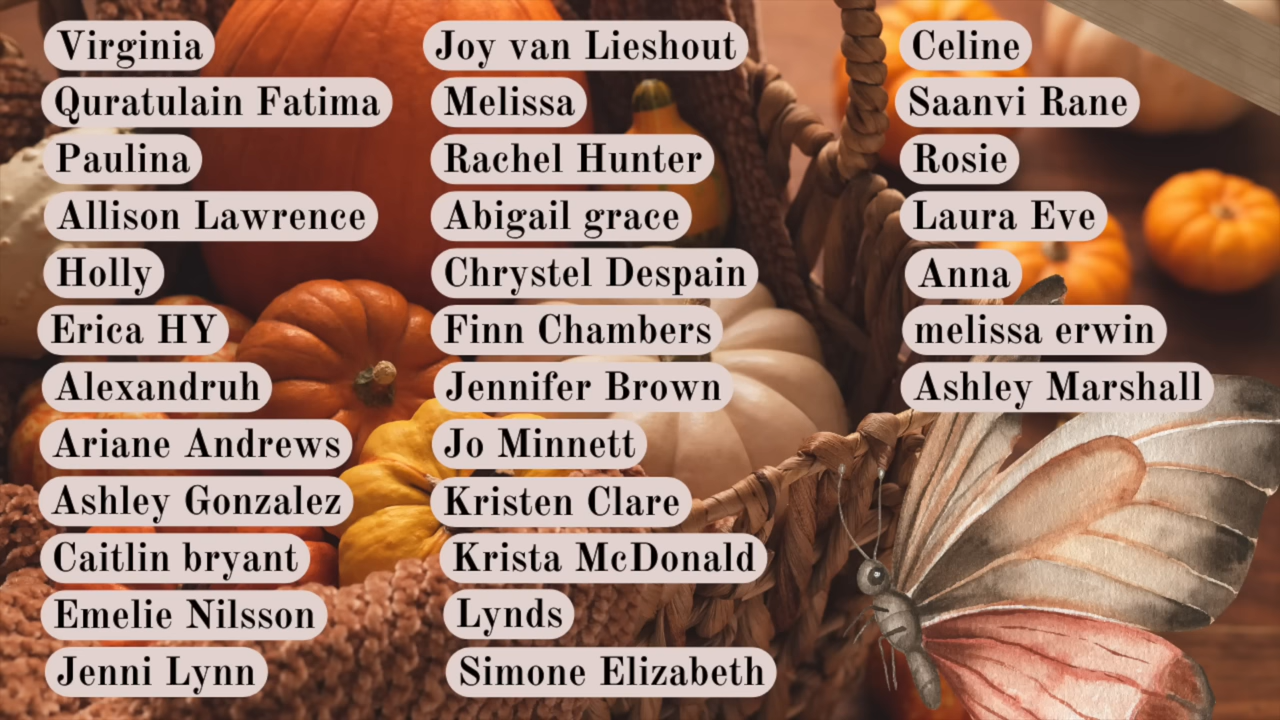 Virginia
Quratulain Fatima
Paulina
Allison Lawrence
Holly
Erica HY
Alexandruh
Ariane Andrews
Ashley Gonzalez
Caitlin bryant
Emelie Nilsson
Jenni Lynn
Joy van Lieshout
Melissa
Rachel Hunter
Abigail grace
Chrystel Despain
Finn Chambers
Jennifer Brown
Jo Minnett
Kristen Clare
Krista McDonald
Lynds
Simone Elizabeth
Celine
Saanvi Rane
Rosie
Laura Eve
Anna
melissa erwin
Ashley Marshall